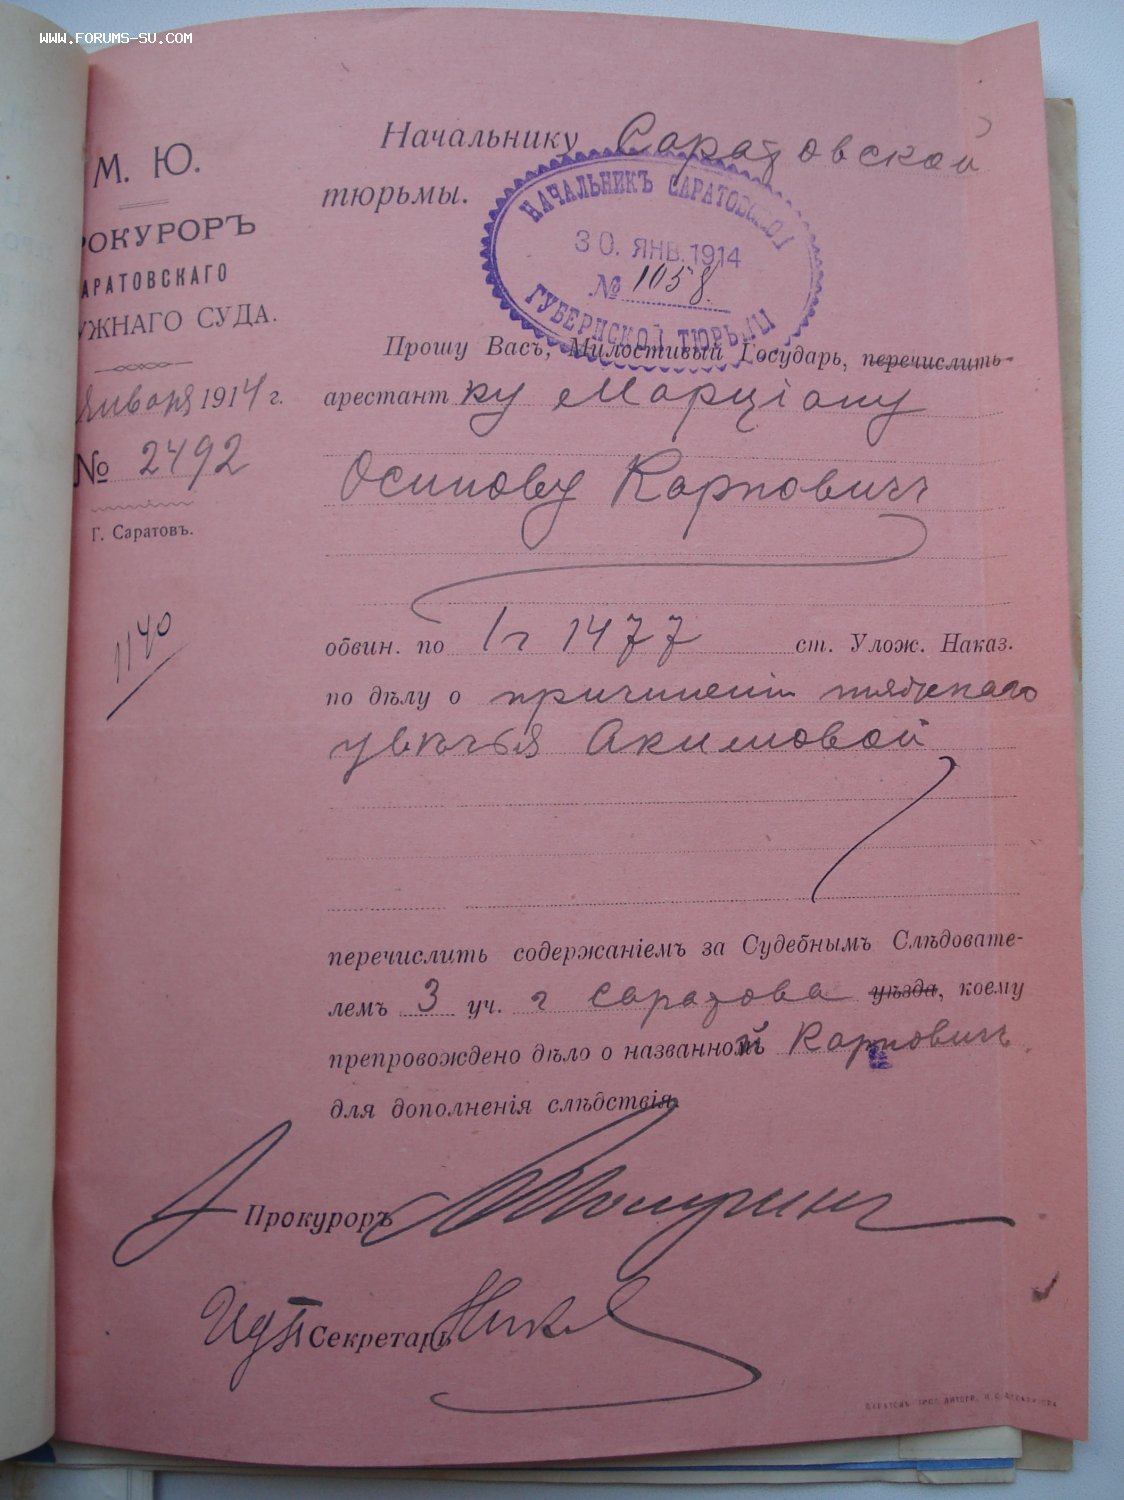 WWW.FORUMS-SU.COM
М. Ю.
РОКУРОРЪ
АРАТОВСКАГО
УЖНАГО СУДА.
Января 1914 г.
№ 2492
Г. Саратовъ.
1140
Начальнику Саратовской
тюрьмы.
НАЧАЛЬНИКЪ САРАТОВСКОЙ
30. ЯНВ. 1914
№ 1058.
ГУБЕРНСКОЙ ТЮРЬМЫ
Прошу Васъ, Милостивый Государь, перечислить
арестантку Марціану
Осипову Карповичъ
обвин. по 1 ч 1477 ст. Улож. Наказ.
по дѣлу о причиненіи тяжкаго
увѣчья Акимовой
перечислить содержаніемъ за Судебнымъ Слѣдовате-
лемъ 3 уч. г Саратова уѣзда, коему
препровождено дѣло о названной Карповичъ
для дополненія слѣдствія
Прокуроръ
Секретарь